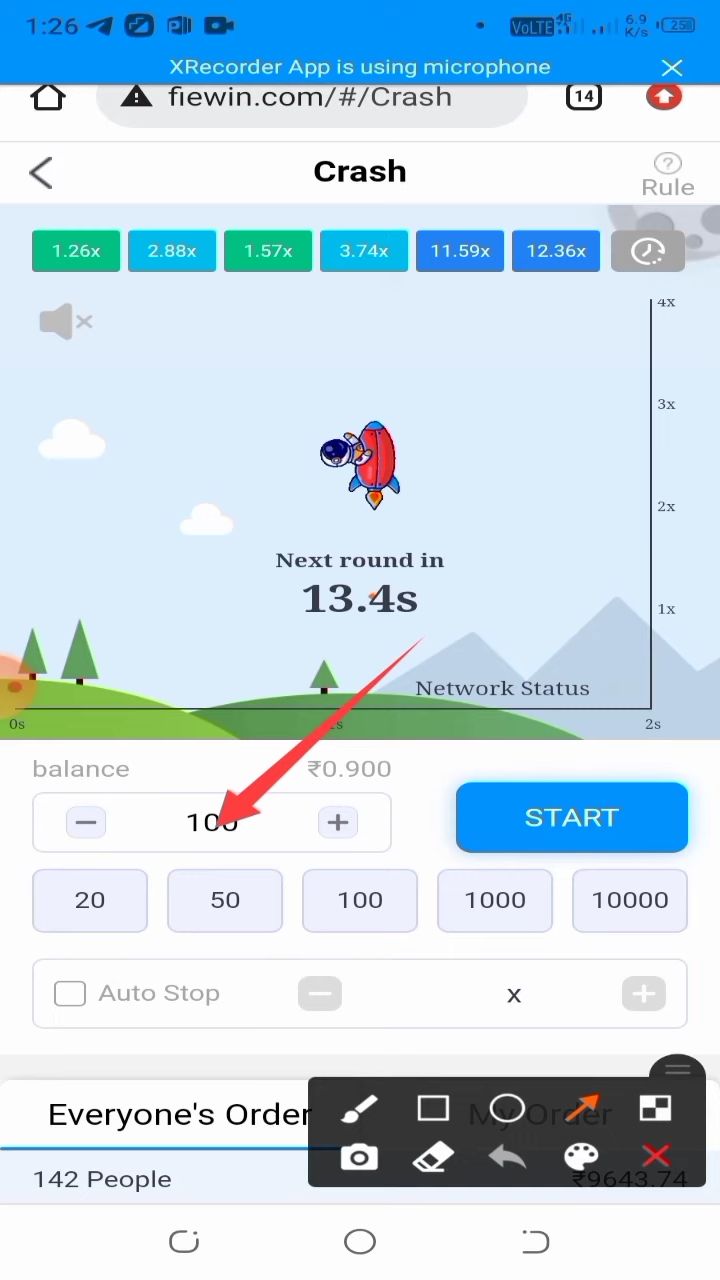 1:26 VoLTE 4G 6.9 K/s 25
XRecorder App is using microphone
fiewin.com/#/Crash 14
Crash
Rule
1.26x 2.88x 1.57x 3.74x 11.59x 12.36x
4x
3x
2x
1x
Next round in
13.4s
Network Status
0s 2s
balance ₹0.900
100
START
20 50 100 1000 10000
Auto Stop x
Everyone's Order My Order
142 People ₹9643.74